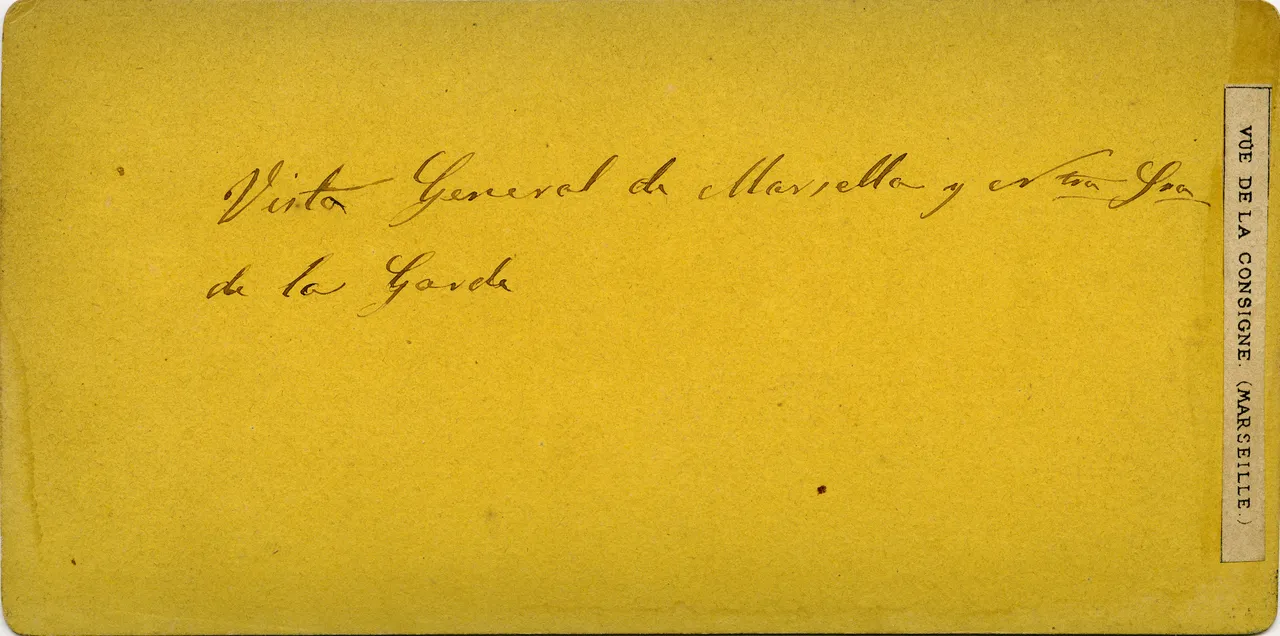 Vista General de Marsella y Ntra Sra
de la Garde
VUE DE LA CONSIGNE. (MARSEILLE.)